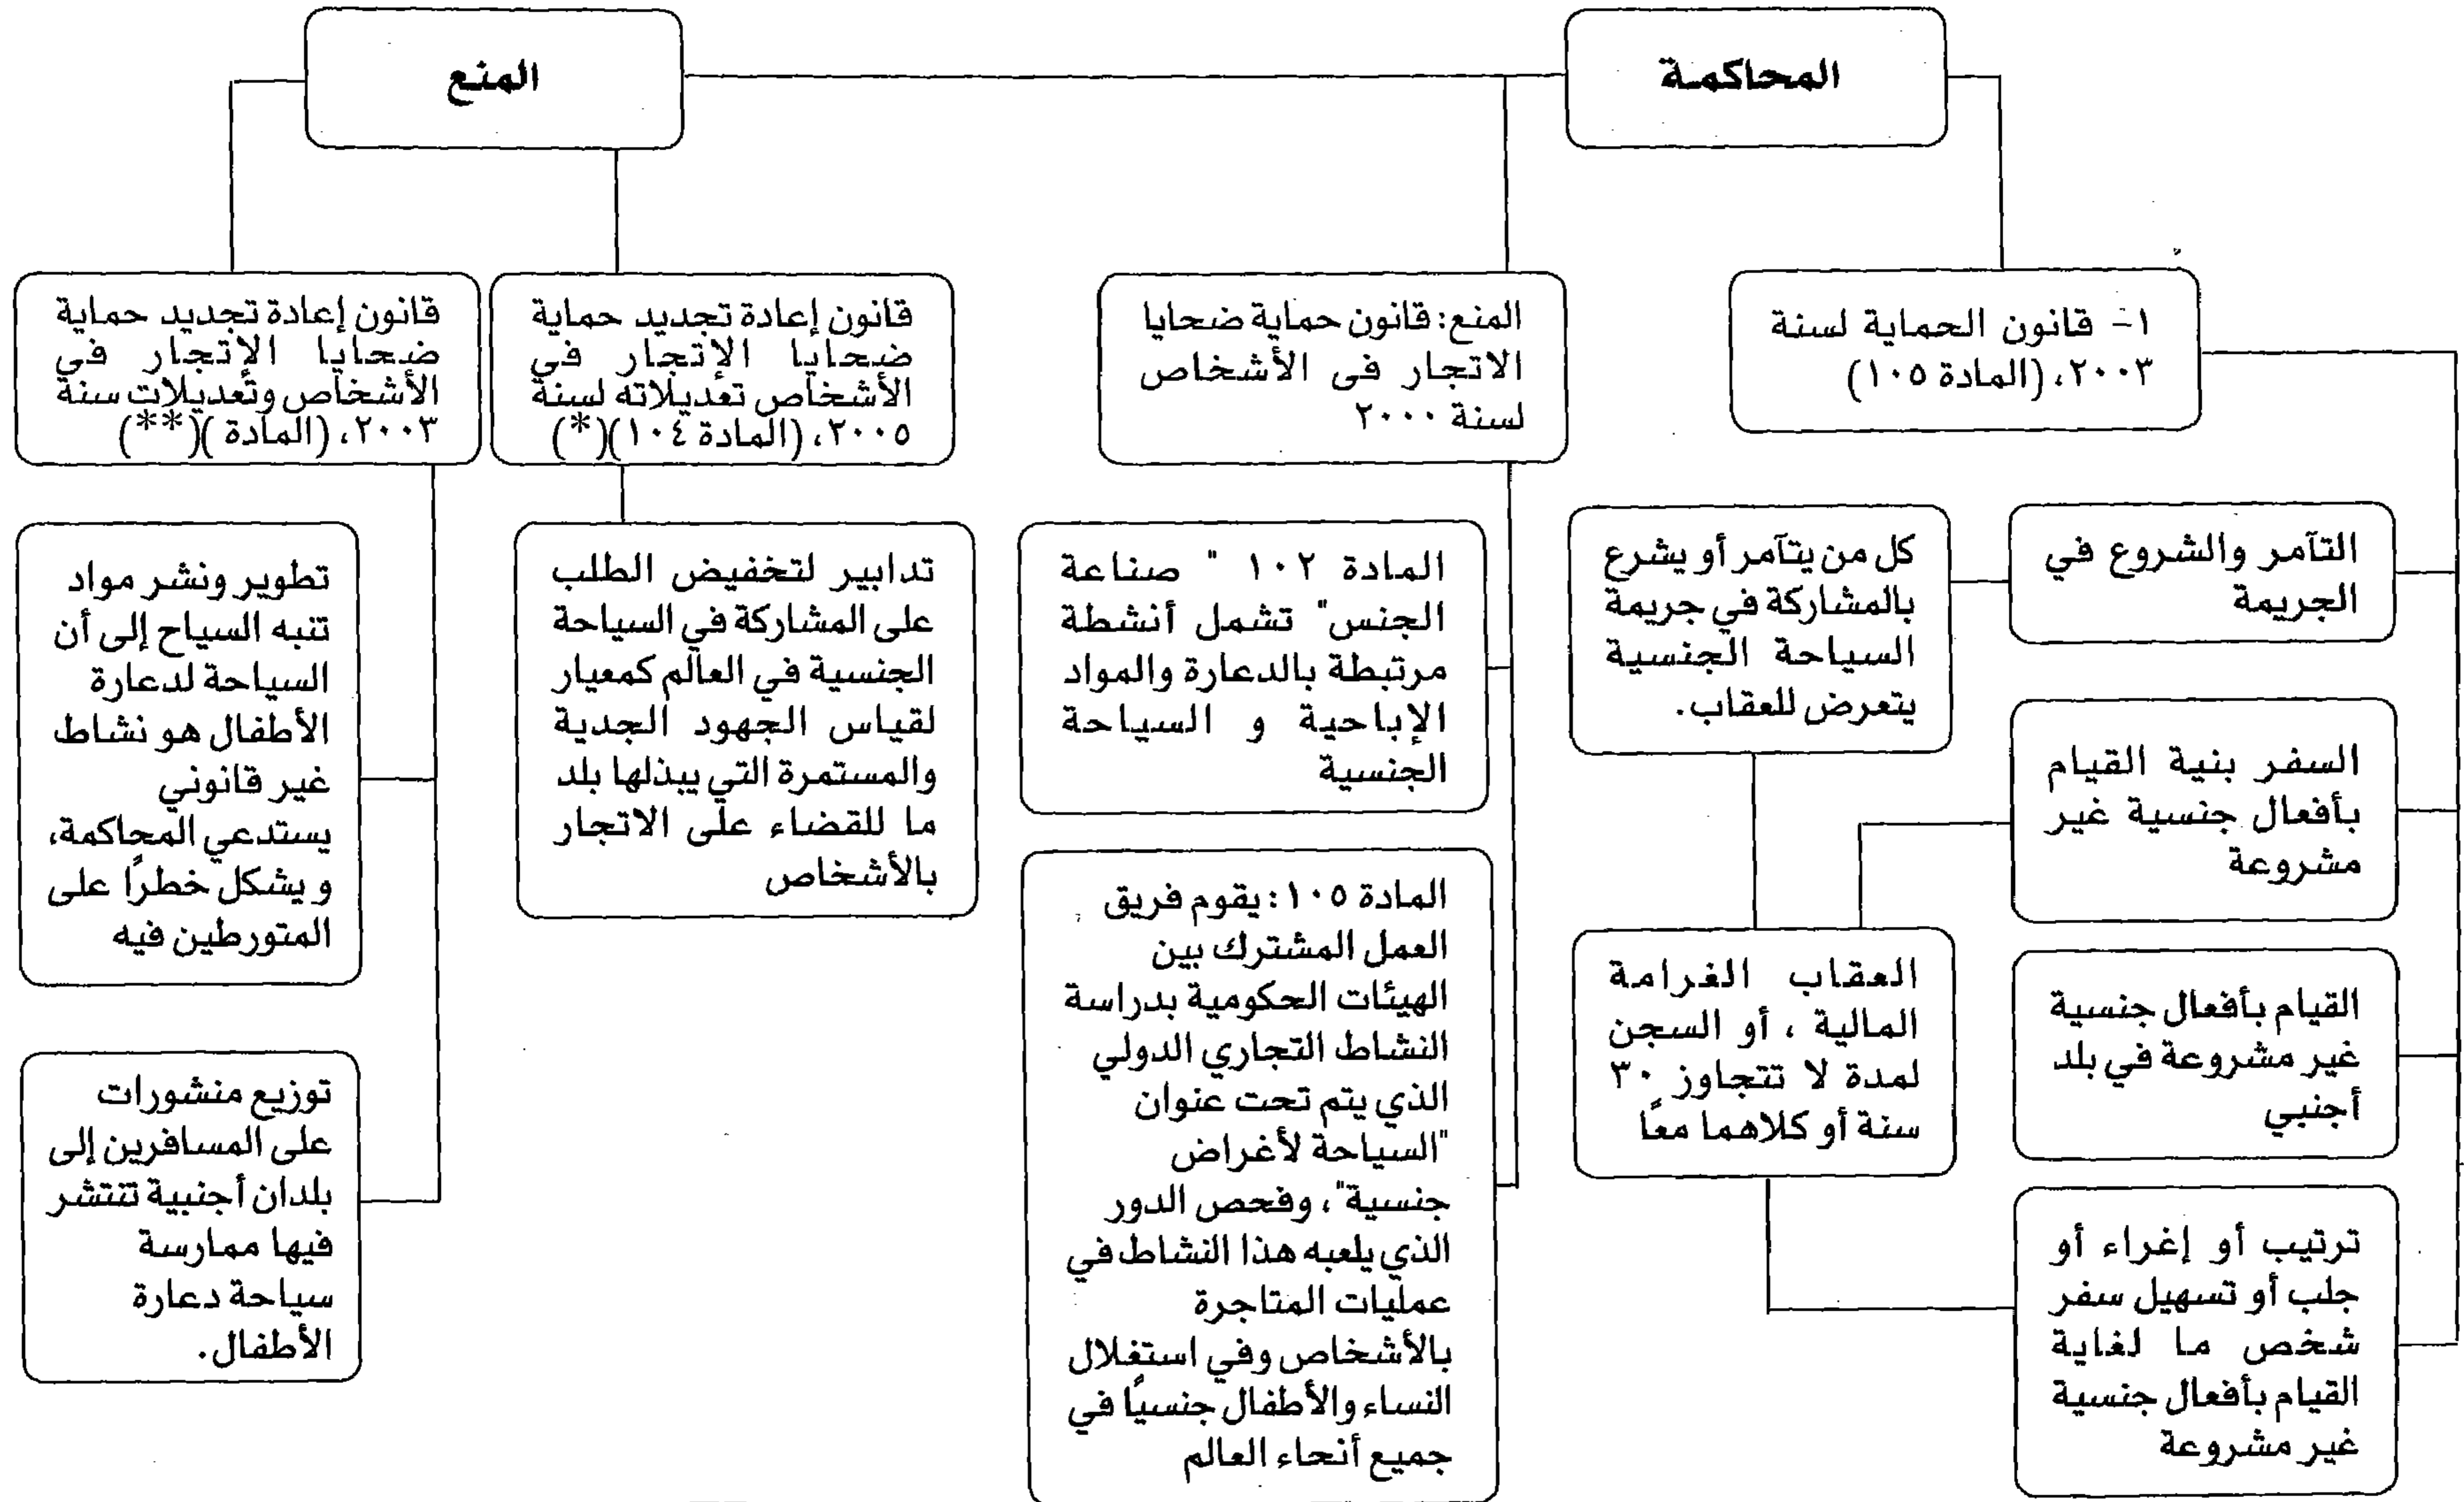 المحاكمة
المنع
١- قانون الحماية لسنة
٢٠٠٣، (المادة ١٠٥)
المنع: قانون حماية ضحايا
الاتجار فى الأشخاص
لسنة ٢٠٠٠
قانون إعادة تجديد حماية
ضحايا الإتجار في
الأشخاص تعديلاته لسنة
٢٠٠٥، (المادة ١٠٤)(*)
قانون إعادة تجديد حماية
ضحايا الإتجار في
الأشخاص وتعديلات سنة
٢٠٠٣، (المادة )(**)
التآمر والشروع في
الجريمة
كل من يتآمر أو يشرع
بالمشاركة في جريمة
السياحة الجنسية
يتعرض للعقاب.
السفر بنية القيام
بأفعال جنسية غير
مشروعة
القيام بأفعال جنسية
غير مشروعة في بلد
أجنبي
العقاب الغرامة
المالية ، أو السجن
لمدة لا تتجاوز ٣٠
سنة أو كلاهما معًا
ترتيب أو إغراء أو
جلب أو تسهيل سفر
شخص ما لغاية
القيام بأفعال جنسية
غير مشروعة
المادة ١٠٢ " صناعة
الجنس" تشمل أنشطة
مرتبطة بالدعارة والمواد
الإباحية و السياحة
الجنسية
المادة ١٠٥: يقوم فريق
العمل المشترك بين
الهيئات الحكومية بدراسة
النشاط التجاري الدولي
الذي يتم تحت عنوان
"السياحة لأغراض
جنسية"، وفحص الدور
الذي يلعبه هذا النشاط في
عمليات المتاجرة
بالأشخاص وفي استغلال
النساء والأطفال جنسيًا في
جميع أنحاء العالم
تدابير لتخفيض الطلب
على المشاركة في السياحة
الجنسية في العالم كمعيار
لقياس الجهود الجدية
والمستمرة التي يبذلها بلد
ما للقضاء على الاتجار
بالأشخاص
تطوير ونشر مواد
تنبه السياح إلى أن
السياحة لدعارة
الأطفال هو نشاط
غير قانوني
يستدعي المحاكمة،
و يشكل خطرًا على
المتورطين فيه
توزيع منشورات
على المسافرين إلى
بلدان أجنبية تنتشر
فيها ممارسة
سياحة دعارة
الأطفال.